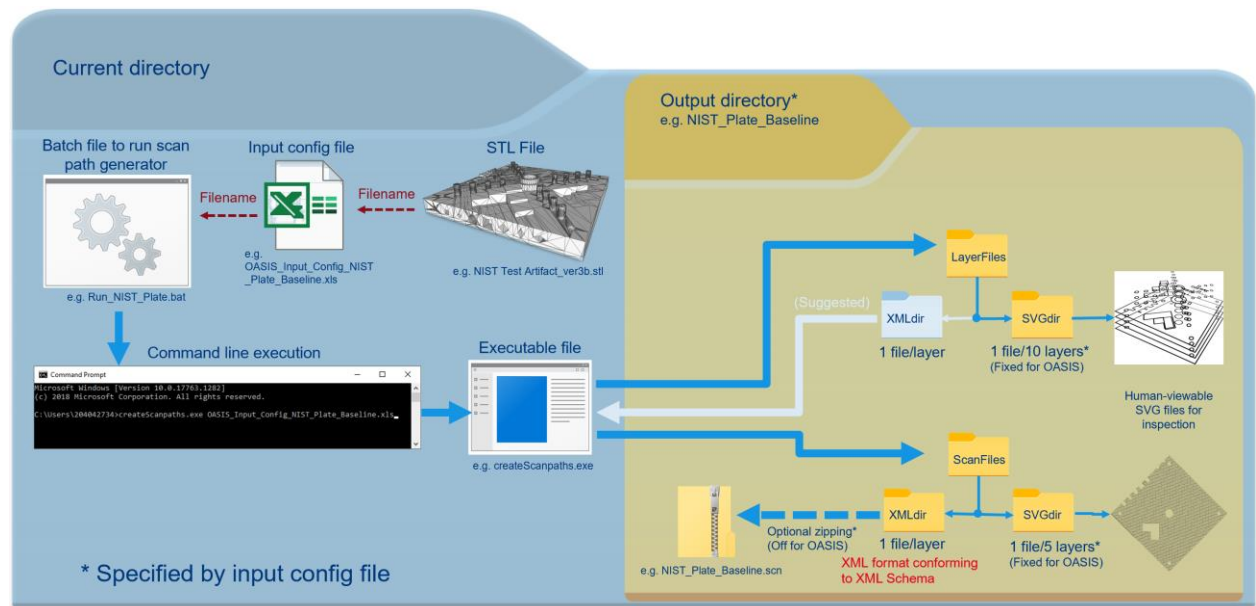 Current directory
Output directory*
e.g. NIST_Plate_Baseline
Batch file to run scan
path generator
Input config file
STL File
Filename
Filename
e.g.
OASIS_Input_Config_NIST
_Plate_Baseline.xls
e.g. NIST Test Artifact_ver3b.stl
e.g. Run_NIST_Plate.bat
LayerFiles
(Suggested)
XMLdir
SVGdir
1 file/layer
1 file/10 layers*
(Fixed for OASIS)
Human-viewable
SVG files for
inspection
Command line execution
Executable file
Command Prompt
Microsoft Windows [Version 10.0.17763.1282]
(c) 2018 Microsoft Corporation. All rights reserved.
C:\Users\204042734>createScanpaths.exe OASIS_Input_Config_NIST_Plate_Baseline.xls_
e.g. createScanpaths.exe
ScanFiles
XMLdir
SVGdir
Optional zipping*
(Off for OASIS)
1 file/layer
1 file/5 layers*
(Fixed for OASIS)
e.g. NIST_Plate_Baseline.scn
XML format conforming
to XML Schema
* Specified by input config file